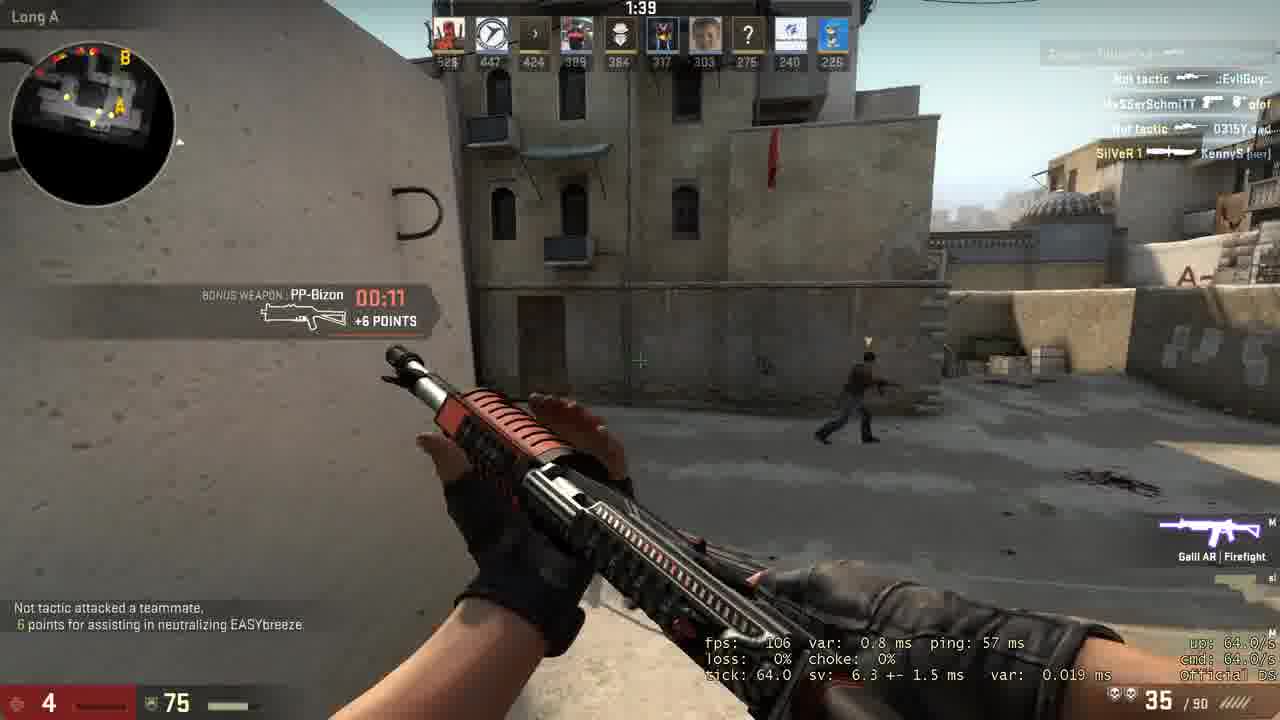 Long A
1:39
B
A
?
526 447 424 399 384 317 303 275 240 226
Not tactic .:EvilGuy:.
Not tactic
SilVeR 1 KennyS
A
BONUS WEAPON: PP-Bizon 00:11
+6 POINTS
Galil AR | Firefight
Not tactic attacked a teammate.
6 points for assisting in neutralizing EASYbreeze
fps: 106 var: 0.8 ms ping: 57 ms up: 64.0/s
loss: 0% choke: 0% cmd: 64.0/s
tick: 64.0 sv: 6.3 +- 1.5 ms var: 0.019 ms Official DS
4 75 35 / 90